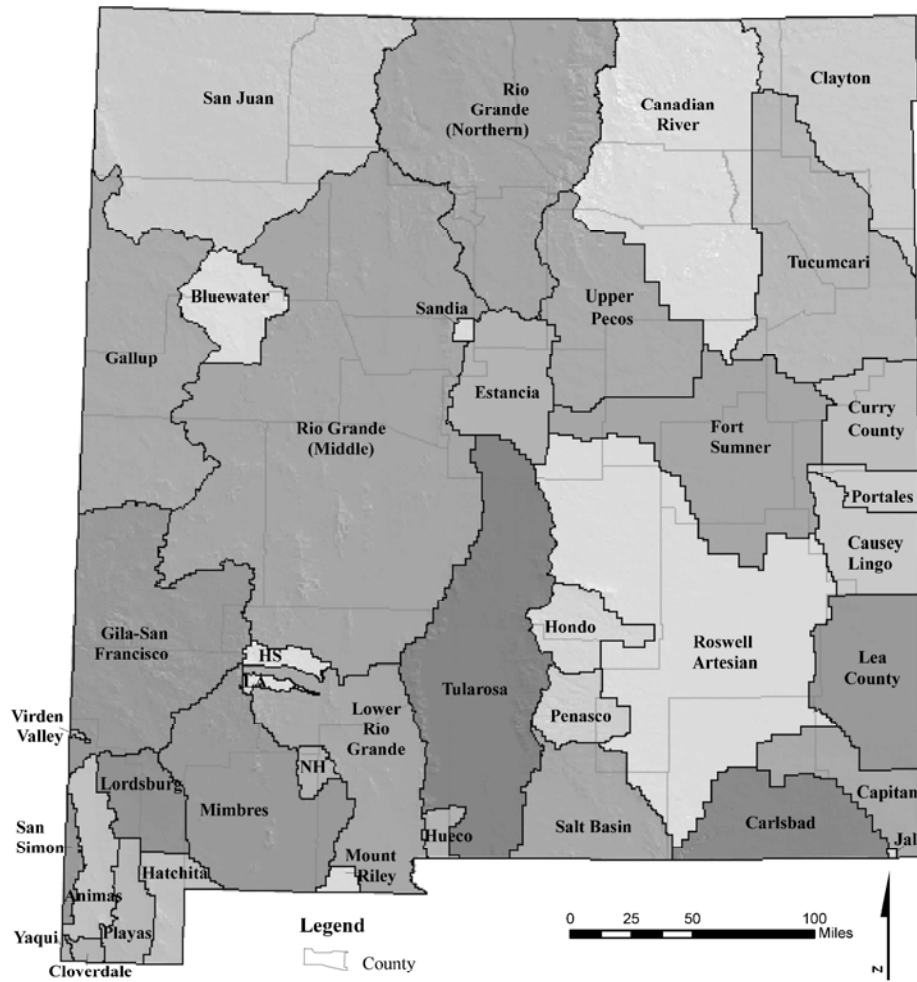 San Juan
Rio
Grande
(Northern)
Canadian
River
Clayton
Bluewater
Sandia
Upper
Pecos
Tucumcari
Gallup
Estancia
Rio Grande
(Middle)
Fort
Sumner
Curry
County
Portales
Causey
Lingo
Gila-San
Francisco
HS
LA
Hondo
Roswell
Artesian
Lea
County
Tularosa
Lower
Rio
Grande
Penasco
Virden
Valley
Lordsburg
NH
Mimbres
San
Simon
Hueco
Salt Basin
Carlsbad
Capitan
Jal
Mount
Riley
Hatchita
Animas
Playas
Yaqui
Cloverdale
Legend
County
0 25 50 100
Miles
N